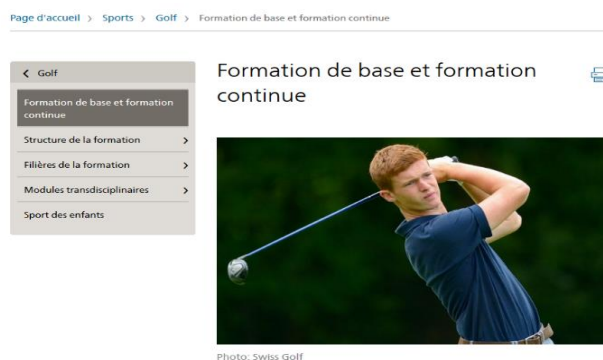 Page d'accueil > Sports > Golf > Formation de base et formation continue
Golf
Formation de base et formation
continue
Structure de la formation
Filières de la formation
Modules transdisciplinaires
Sport des enfants
Formation de base et formation
continue
Photo: Swiss Golf